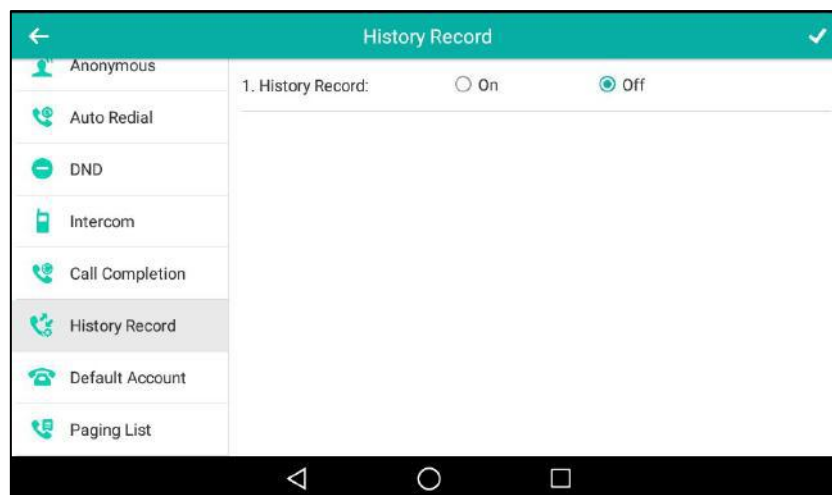 History Record
Anonymous
1. History Record: On Off
Auto Redial
DND
Intercom
Call Completion
History Record
Default Account
Paging List